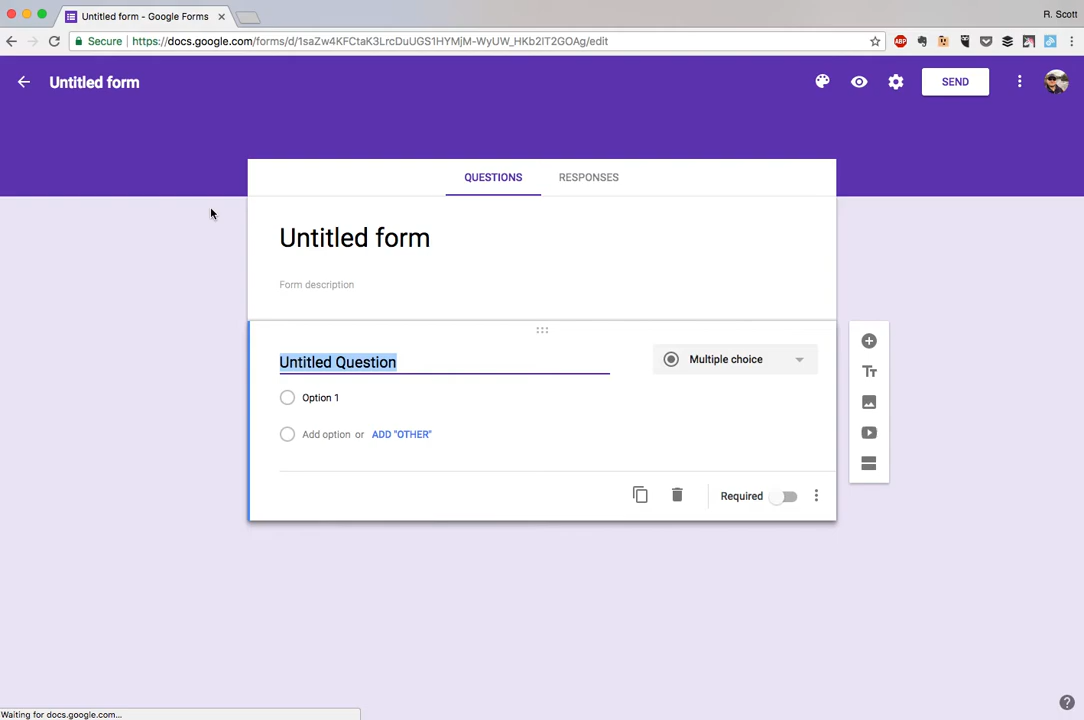 Untitled form - Google Forms
R. Scott
Secure https://docs.google.com/forms/d/1saZw4KFCtaK3LrcDuUGS1HYMjM-WyUW_HKb2IT2GOAg/edit
ABP
Untitled form
SEND
QUESTIONS RESPONSES
Untitled form
Form description
Untitled Question
Multiple choice
Option 1
Add option or ADD "OTHER"
Required
Waiting for docs.google.com...